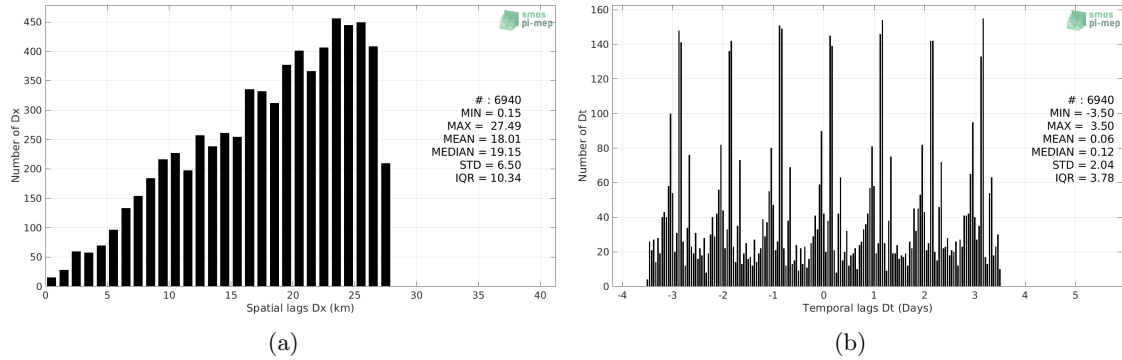 smos
pi-mep
450
400
350
300
250
200
150
100
50
0
Number of Dx
# : 6940
MIN = 0.15
MAX = 27.49
MEAN = 18.01
MEDIAN = 19.15
STD = 6.50
IQR = 10.34
0 5 10 15 20 25 30 35 40
Spatial lags Dx (km)
(a)
smos
pi-mep
160
140
120
100
80
60
40
20
0
Number of Dt
# : 6940
MIN = -3.50
MAX = 3.50
MEAN = 0.06
MEDIAN = 0.12
STD = 2.04
IQR = 3.78
-4 -3 -2 -1 0 1 2 3 4 5
Temporal lags Dt (Days)
(b)